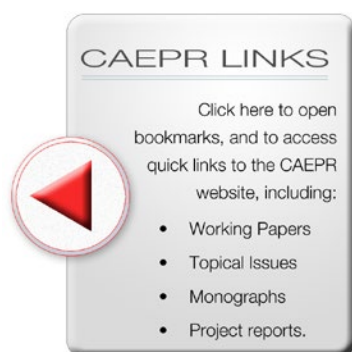 CAEPR LINKS
Click here to open
bookmarks, and to access
quick links to the CAEPR
website, including:
• Working Papers
• Topical Issues
• Monographs
• Project reports.